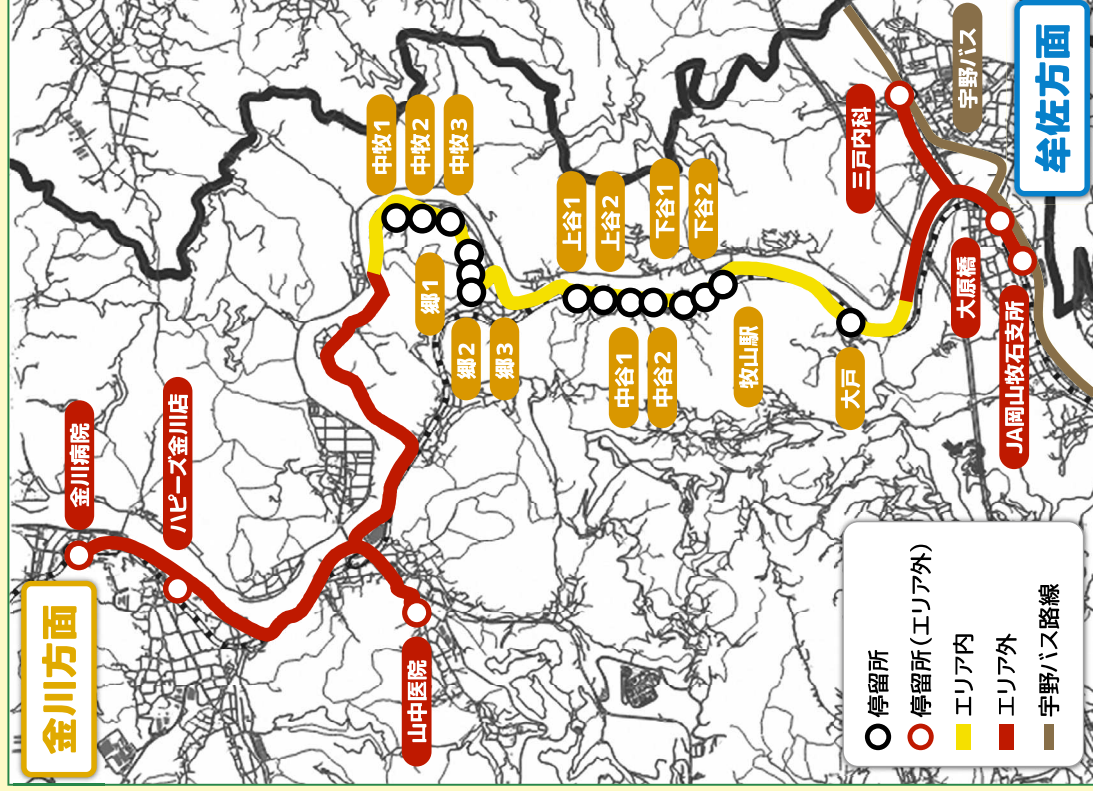 金川方面
金川病院
ハピーズ金川店
山中医院
中牧1
中牧2
中牧3
郷1
郷2
郷3
上谷1
上谷2
中谷1
中谷2
下谷1
下谷2
牧山駅
大戸
三戸内科
大原橋
JA岡山牧石支所
宇野バス
牟佐方面
停留所
停留所(エリア外)
エリア内
エリア外
宇野バス路線